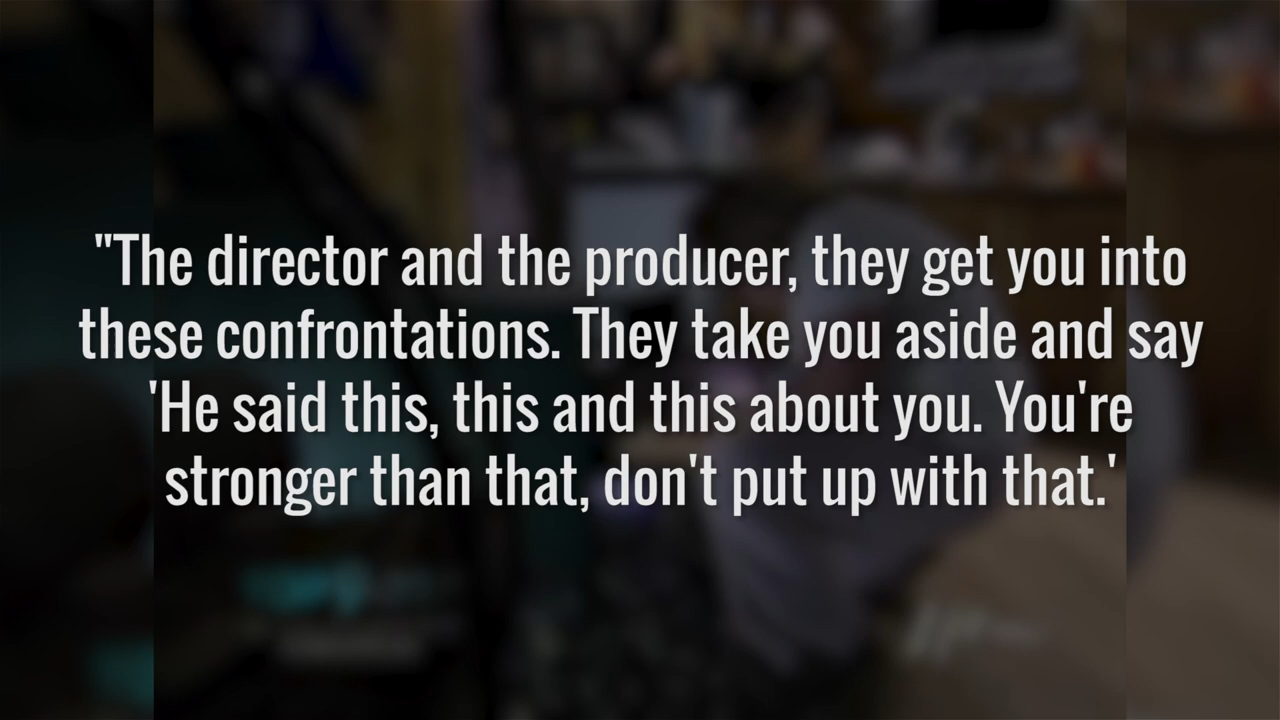 "The director and the producer, they get you into
these confrontations. They take you aside and say
'He said this, this and this about you. You're
stronger than that, don't put up with that.'